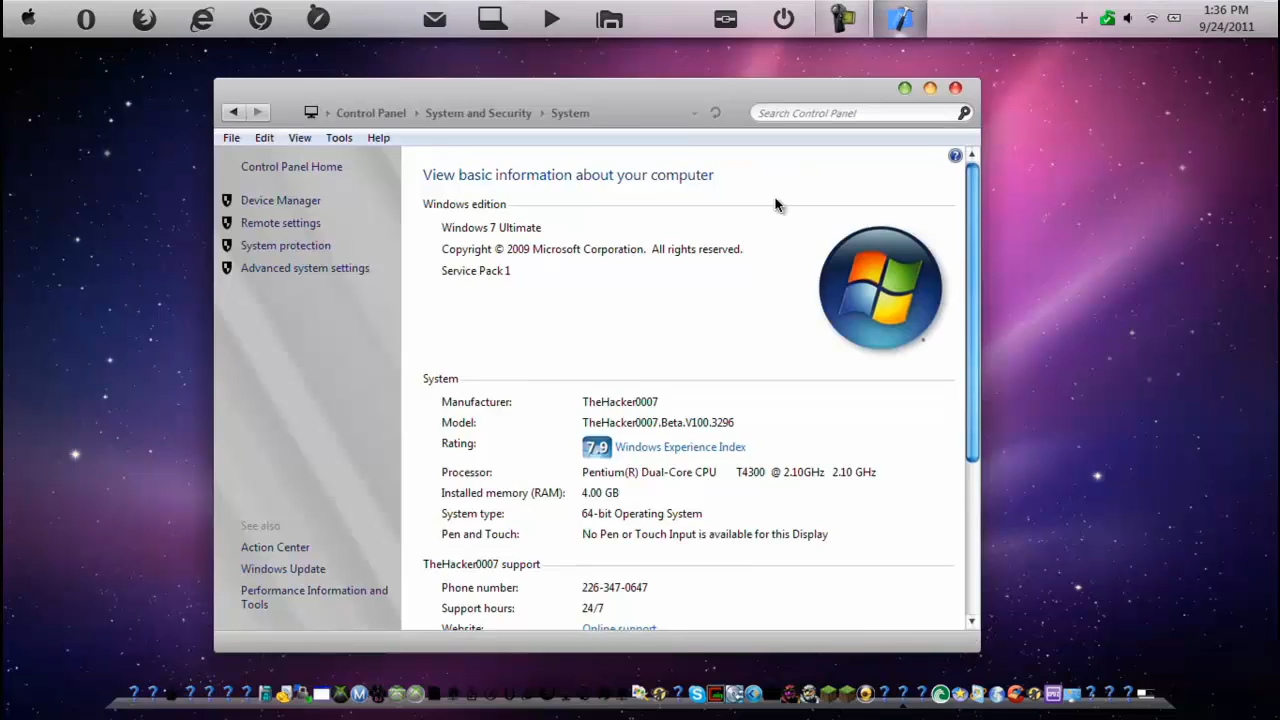 1:36 PM
9/24/2011
Control Panel
System and Security
System
Search Control Panel
File Edit View Tools Help
Control Panel Home
Device Manager
Remote settings
System protection
Advanced system settings
See also
Action Center
Windows Update
Performance Information and
Tools
View basic information about your computer
Windows edition
Windows 7 Ultimate
Copyright © 2009 Microsoft Corporation. All rights reserved.
Service Pack 1
System
Manufacturer: TheHacker0007
Model: TheHacker0007.Beta.V100.3296
Rating: 7.9 Windows Experience Index
Processor: Pentium(R) Dual-Core CPU T4300 @ 2.10GHz 2.10 GHz
Installed memory (RAM): 4.00 GB
System type: 64-bit Operating System
Pen and Touch: No Pen or Touch Input is available for this Display
TheHacker0007 support
Phone number: 226-347-0647
Support hours: 24/7
Website: Online support